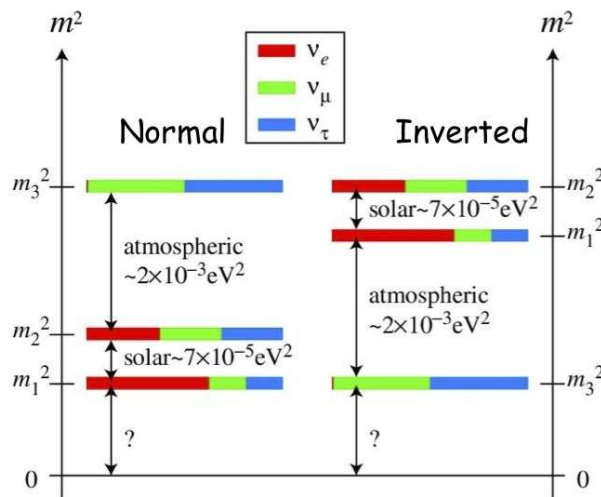 m²
m²
νe
νμ
ντ
Normal
Inverted
m₃²
m₂²
solar~7×10⁻⁵eV²
m₁²
atmospheric
~2×10⁻³eV²
atmospheric
~2×10⁻³eV²
m₂²
solar~7×10⁻⁵eV²
m₁²
m₃²
?
?
0
0